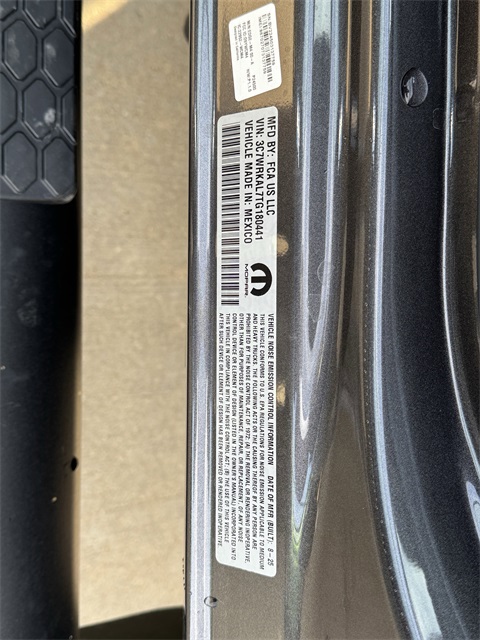 MFD BY: FCA US LLC
VIN: 3C7WRKAL7TG180441
VEHICLE MADE IN: MEXICO
MOPAR
VEHICLE NOISE EMISSION CONTROL INFORMATION DATE OF MFR (BUILT): 8 - 25
THIS VEHICLE CONFORMS TO U.S. EPA REGULATIONS FOR NOISE EMISSION APPLICABLE TO MEDIUM
AND HEAVY TRUCKS. THE FOLLOWING ACTS OR THE CAUSING THEREOF BY ANY PERSON ARE
PROHIBITED BY THE NOISE CONTROL ACT OF 1972: (A) THE REMOVAL OR RENDERING INOPERATIVE,
OTHER THAN FOR PURPOSES OF MAINTENANCE, REPAIR, OR REPLACEMENT, OF ANY NOISE
CONTROL DEVICE OR ELEMENT OF DESIGN (LISTED IN THE OWNER'S MANUAL) INCORPORATED INTO
THIS VEHICLE IN COMPLIANCE WITH THE NOISE CONTROL ACT; (B) THE USE OF THIS VEHICLE
AFTER SUCH DEVICE OR ELEMENT OF DESIGN HAS BEEN REMOVED OR RENDERED INOPERATIVE.